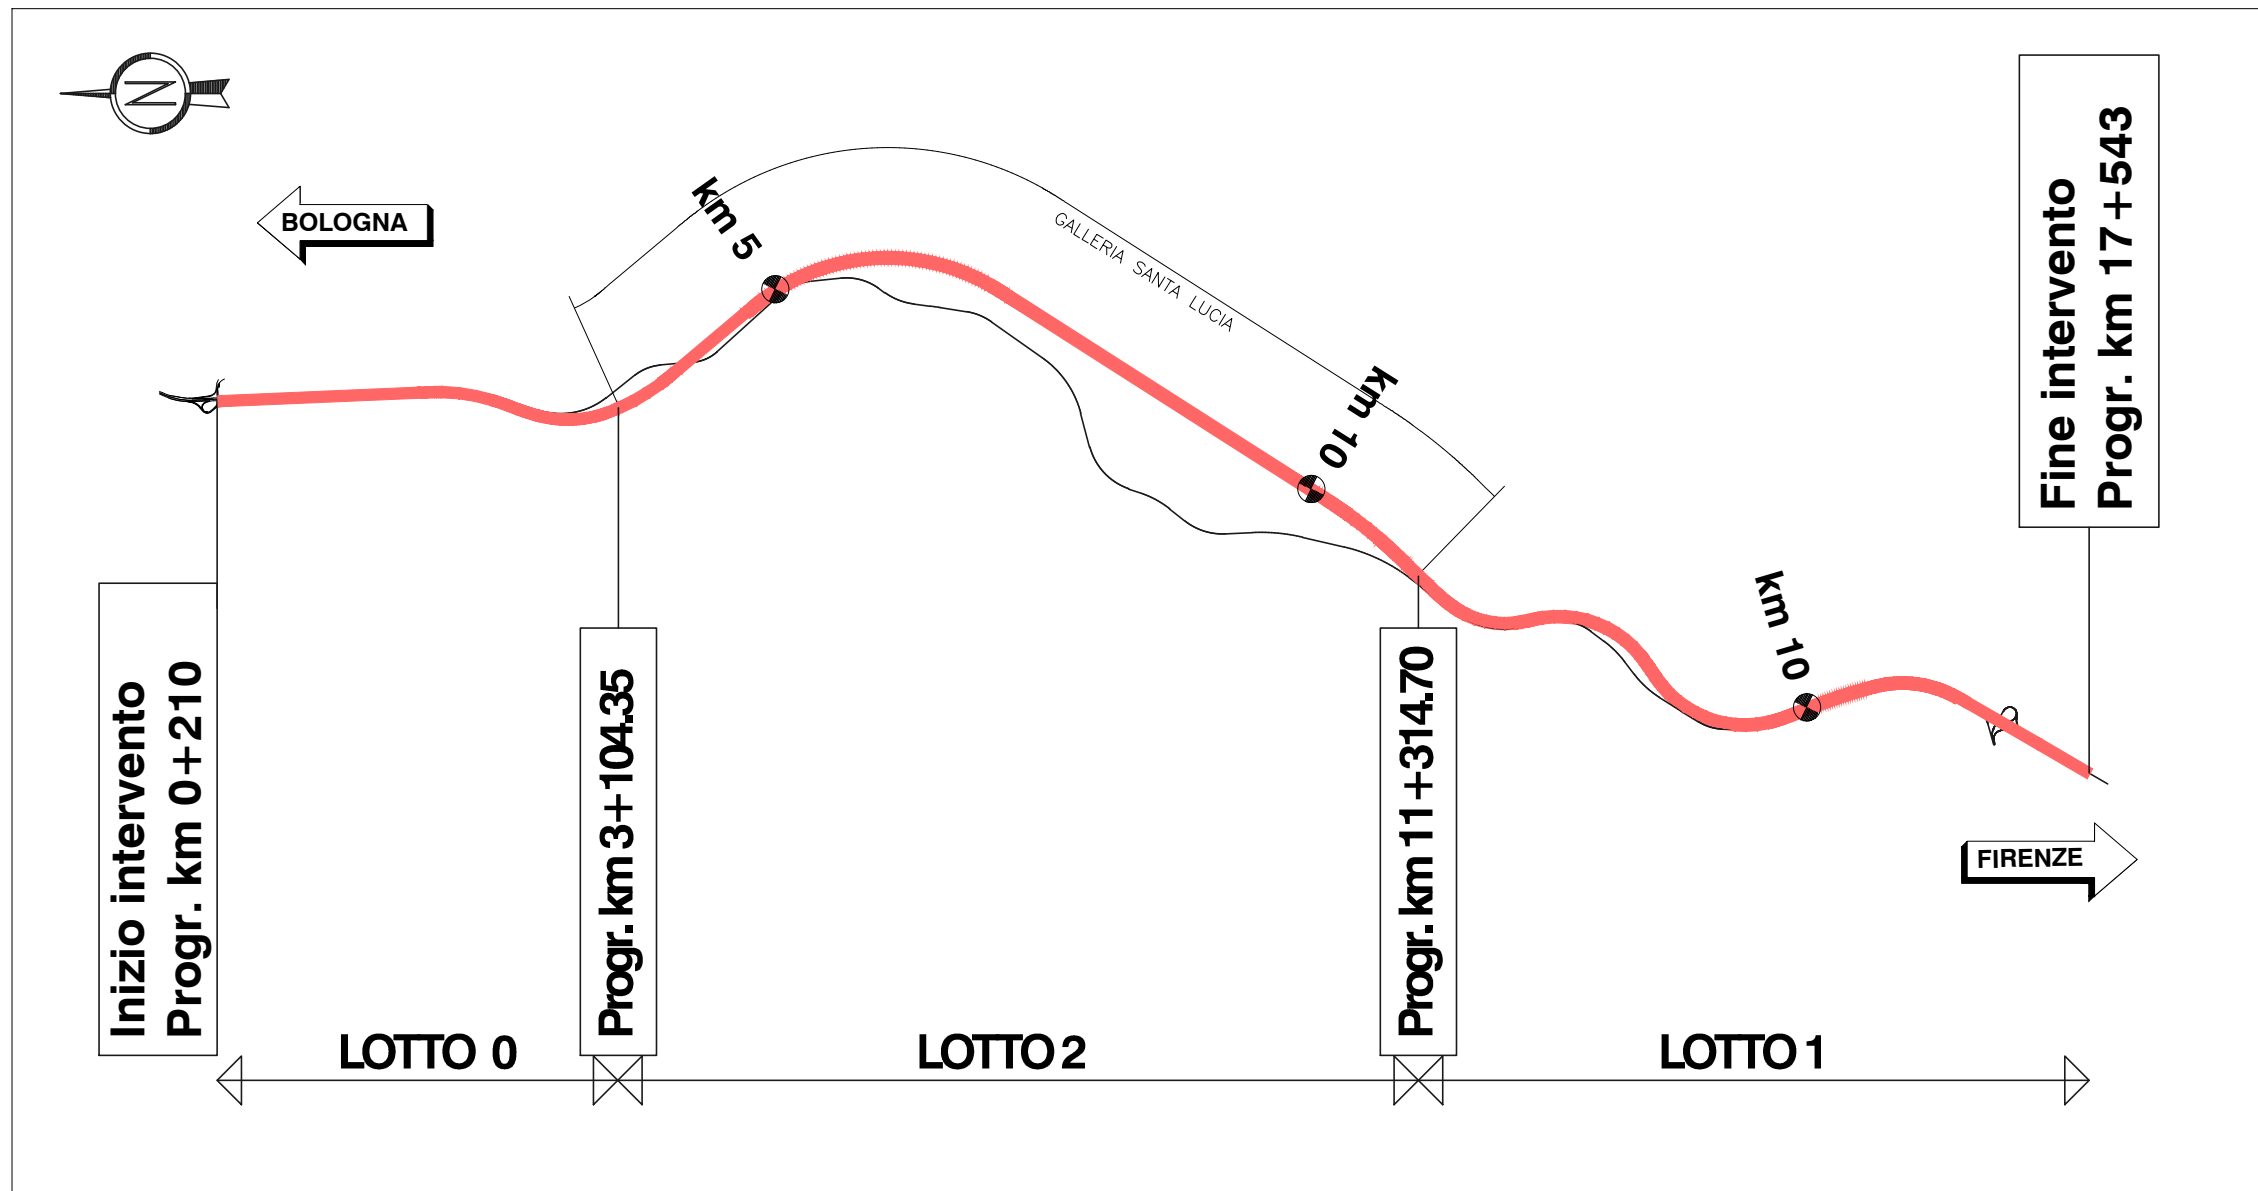 N
BOLOGNA
km 5
GALLERIA SANTA LUCIA
km 10
Fine intervento
Progr. km 17+543
km 10
FIRENZE
Inizio intervento
Progr. km 0+210
Progr. km 3+104.35
Progr. km 11+314.70
LOTTO 0
LOTTO 2
LOTTO 1